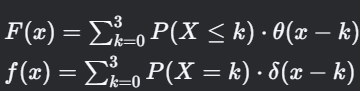 F(x) = ∑³ₖ₌₀ P(X ≤ k) · θ(x − k)
f(x) = ∑³ₖ₌₀ P(X = k) · δ(x − k)